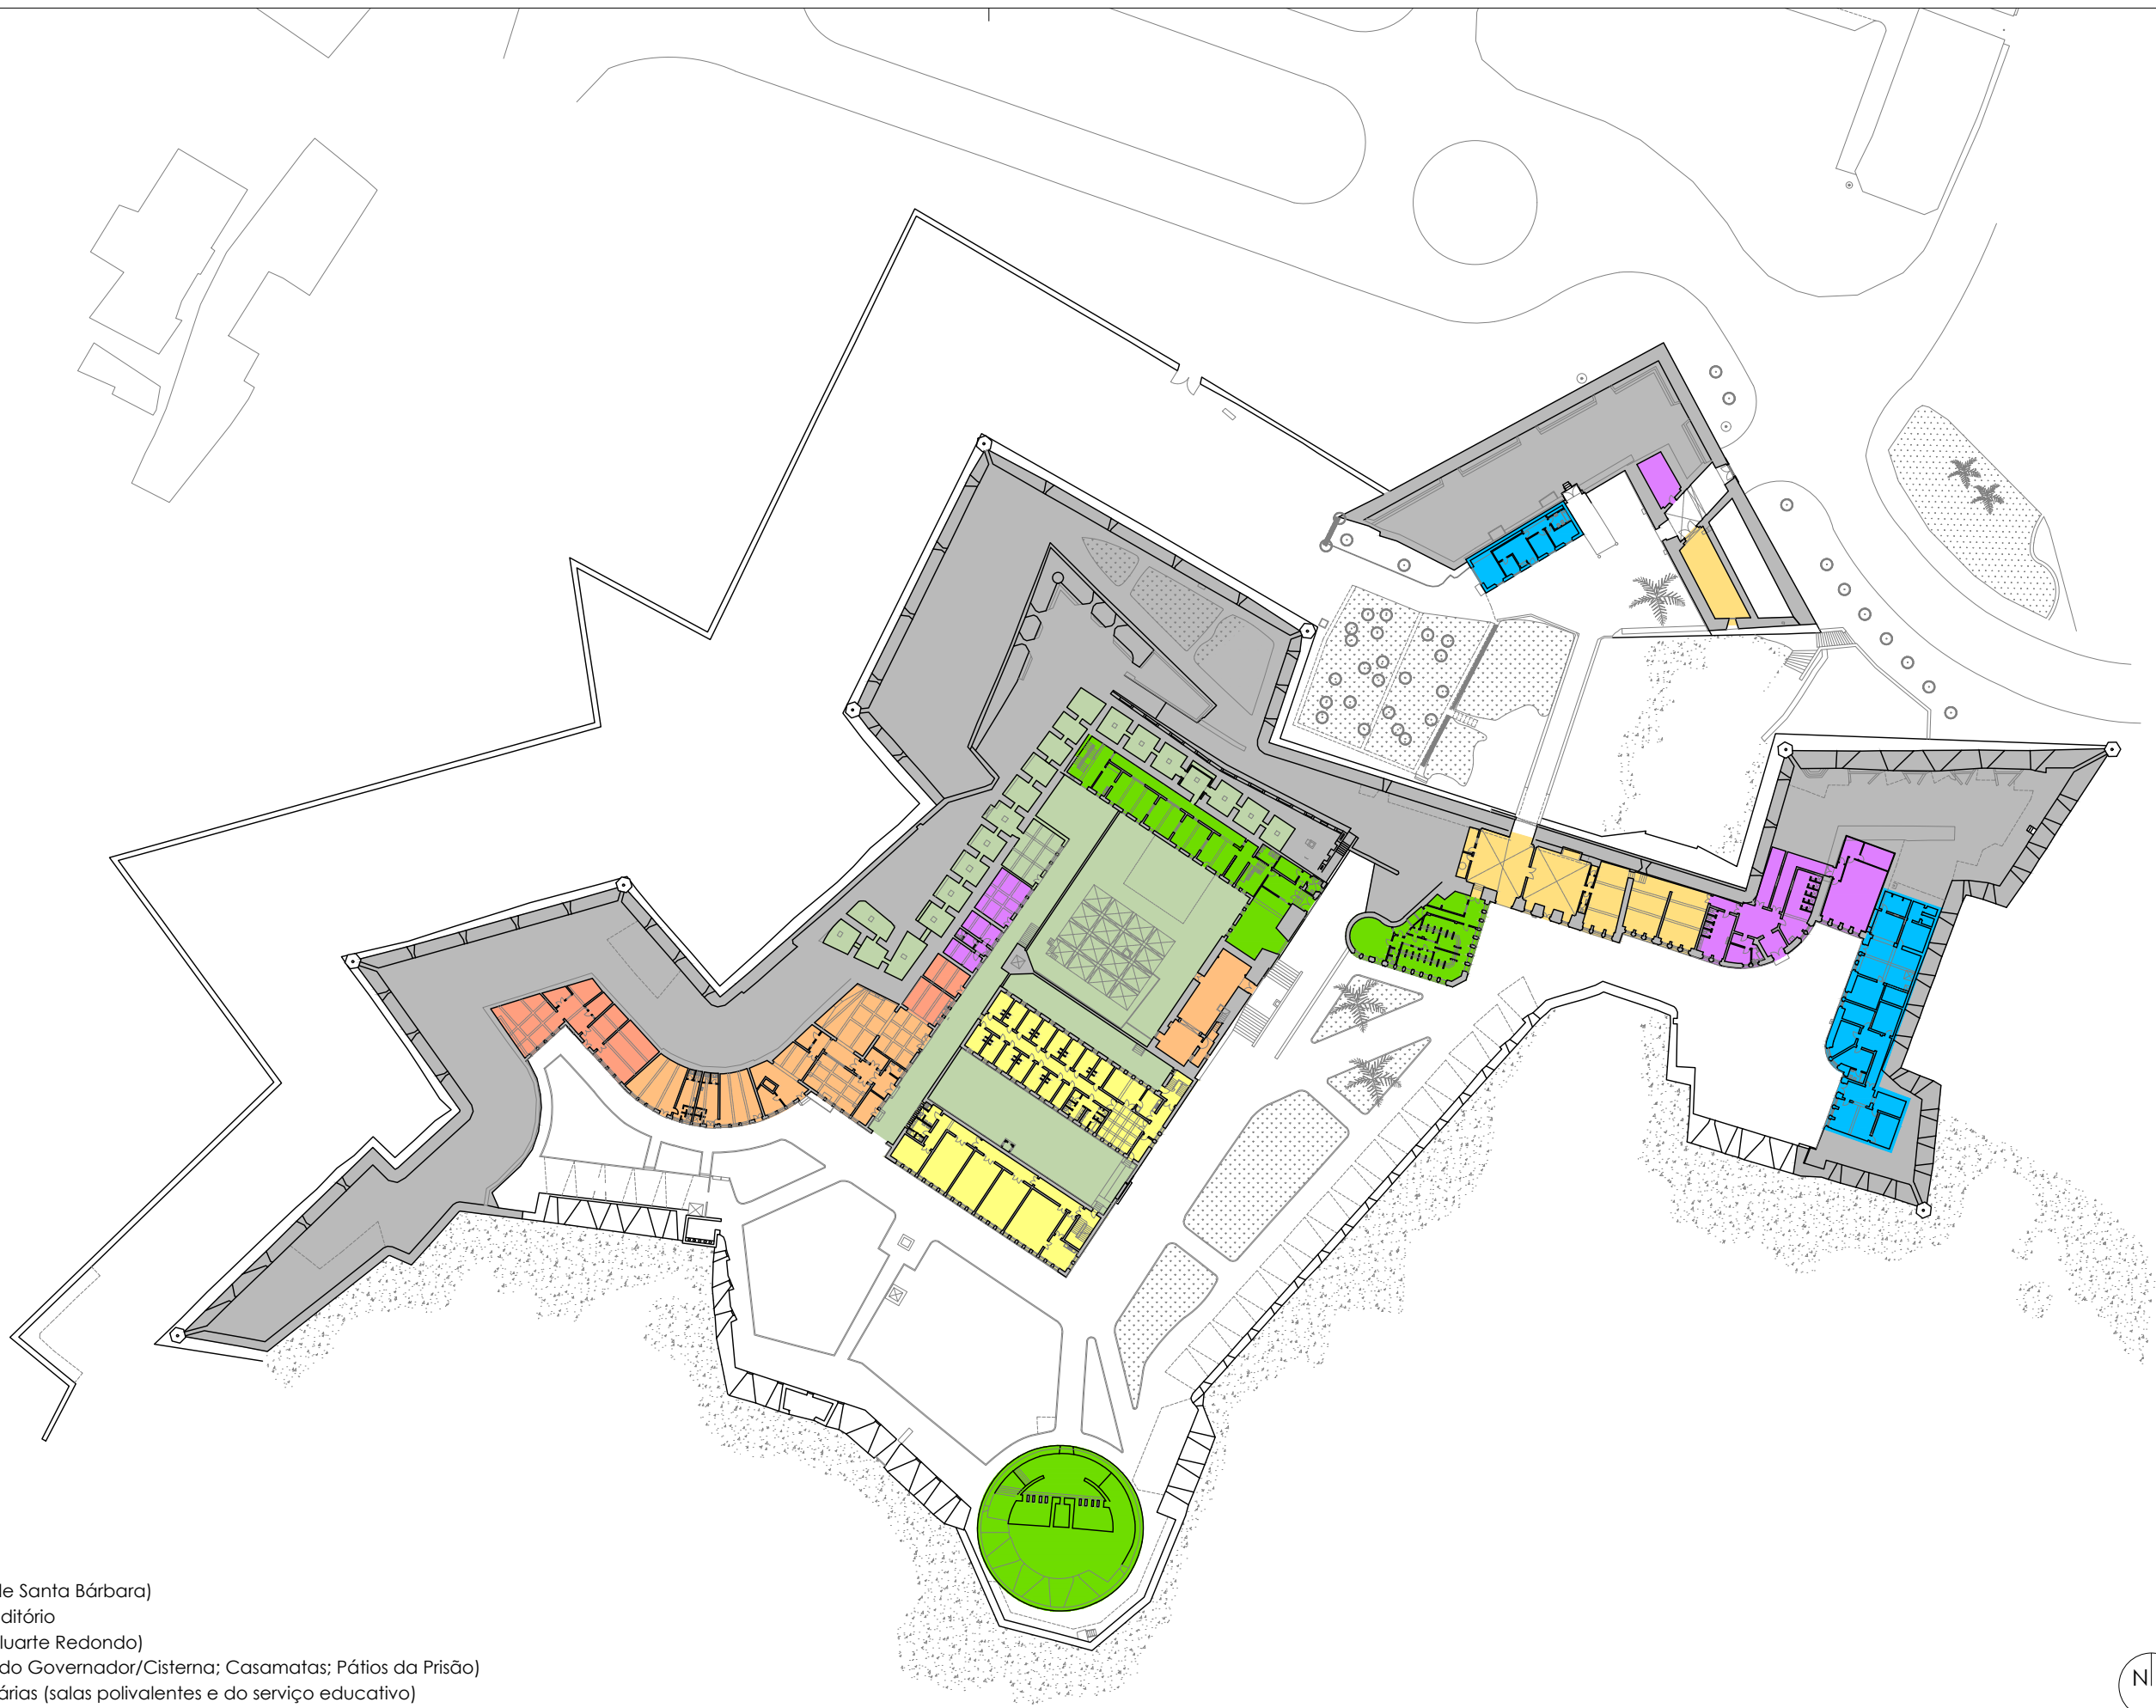 le Santa Bárbara)
ditório
luarte Redondo)
do Governador/Cisterna; Casamatas; Pátios da Prisão)
árias (salas polivalentes e do serviço educativo)
N